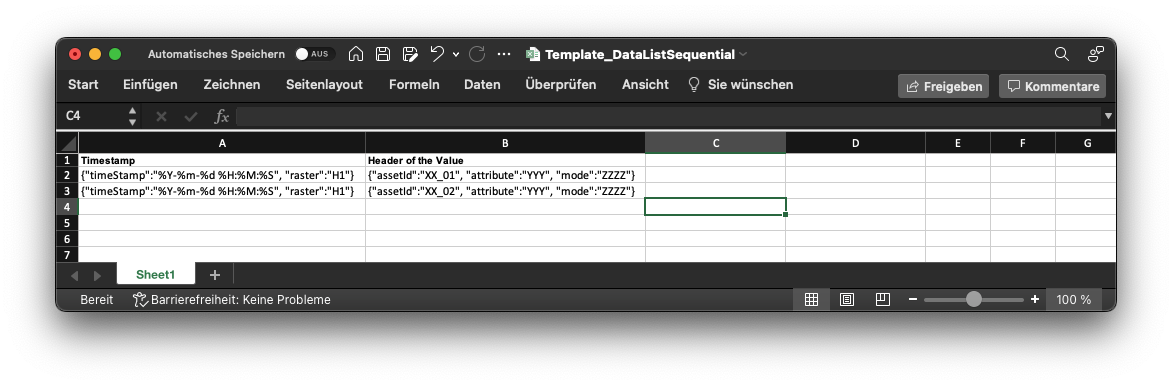 Automatisches Speichern AUS Template_DataListSequential
Start Einfügen Zeichnen Seitenlayout Formeln Daten Überprüfen Ansicht Sie wünschen Freigeben Kommentare
C4 fx
A B C D E F G
1 Timestamp Header of the Value
2 {"timeStamp":"%Y-%m-%d %H:%M:%S", "raster":"H1"} {"assetId":"XX_01", "attribute":"YYY", "mode":"ZZZZ"}
3 {"timeStamp":"%Y-%m-%d %H:%M:%S", "raster":"H1"} {"assetId":"XX_02", "attribute":"YYY", "mode":"ZZZZ"}
4
5
6
7
Sheet1 +
Bereit Barrierefreiheit: Keine Probleme − + 100 %